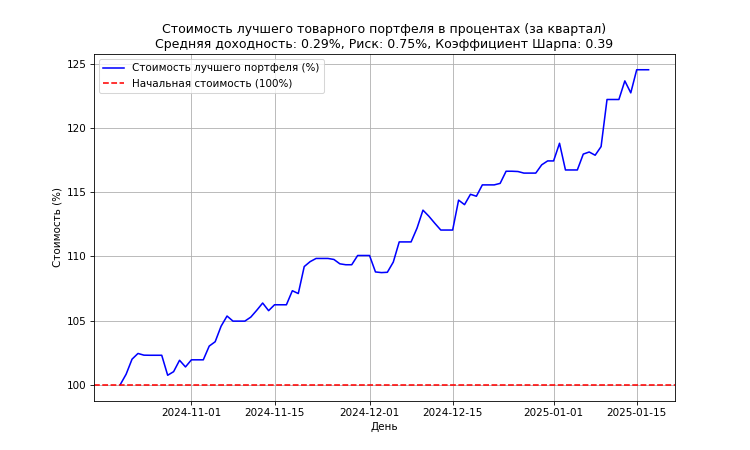 Стоимость лучшего товарного портфеля в процентах (за квартал)
Средняя доходность: 0.29%, Риск: 0.75%, Коэффициент Шарпа: 0.39
Стоимость лучшего портфеля (%)
Начальная стоимость (100%)
Стоимость (%)
125
120
115
110
105
100
2024-11-01
2024-11-15
2024-12-01
2024-12-15
2025-01-01
2025-01-15
День